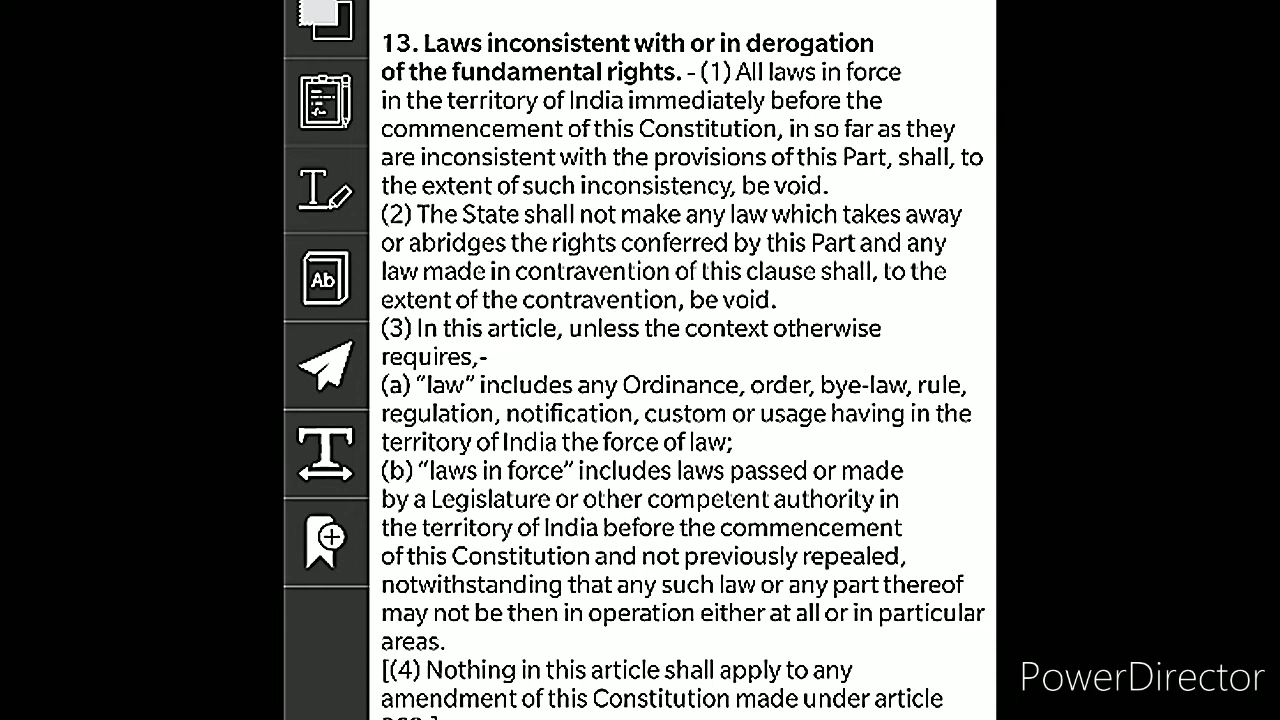 13. Laws inconsistent with or in derogation
of the fundamental rights. - (1) All laws in force
in the territory of India immediately before the
commencement of this Constitution, in so far as they
are inconsistent with the provisions of this Part, shall, to
the extent of such inconsistency, be void.
(2) The State shall not make any law which takes away
or abridges the rights conferred by this Part and any
law made in contravention of this clause shall, to the
extent of the contravention, be void.
(3) In this article, unless the context otherwise
requires,-
(a) “law” includes any Ordinance, order, bye-law, rule,
regulation, notification, custom or usage having in the
territory of India the force of law;
(b) “laws in force” includes laws passed or made
by a Legislature or other competent authority in
the territory of India before the commencement
of this Constitution and not previously repealed,
notwithstanding that any such law or any part thereof
may not be then in operation either at all or in particular
areas.
[(4) Nothing in this article shall apply to any
amendment of this Constitution made under article
T
Ab
T
PowerDirector